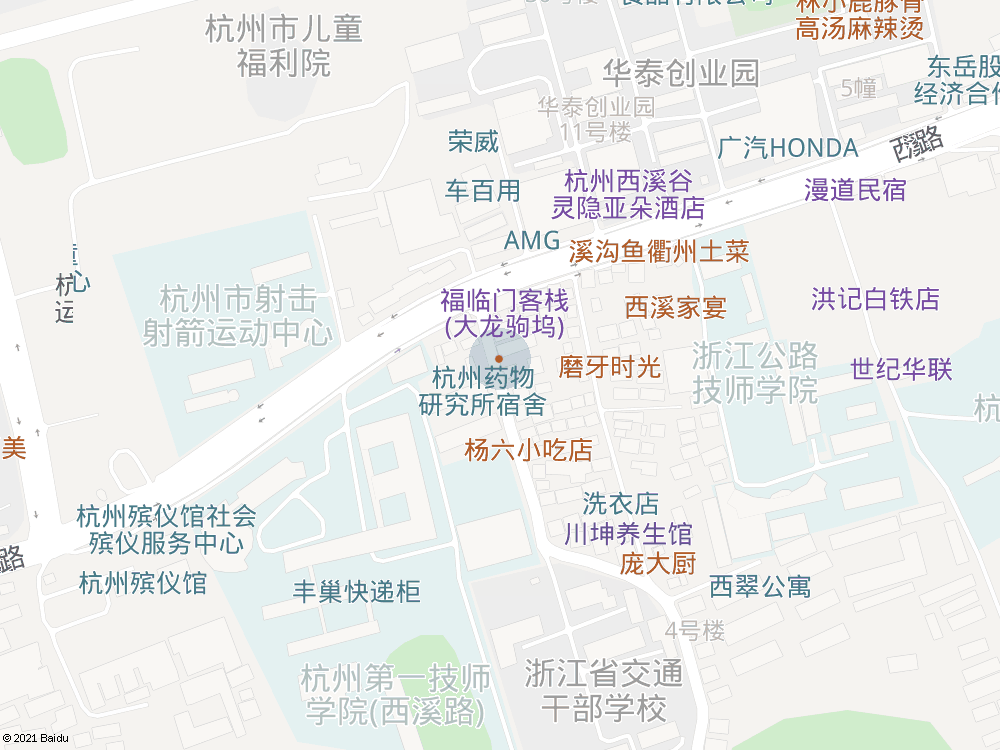 林小鹿豚骨
高汤麻辣烫
杭州市儿童
福利院
华泰创业园
东岳股
经济合作
5幢
华泰创业园
11号楼
荣威
广汽HONDA
西溪路
杭州西溪谷
灵隐亚朵酒店
车百用
漫道民宿
AMG
溪沟鱼衢州土菜
心
杭
运
杭州市射击
射箭运动中心
福临门客栈
(大龙驹坞)
西溪家宴
洪记白铁店
磨牙时光
浙江公路
技师学院
世纪华联
杭州药物
研究所宿舍
杭
美
杨六小吃店
洗衣店
杭州殡仪馆社会
殡仪服务中心
川坤养生馆
路
庞大厨
杭州殡仪馆
丰巢快递柜
西翠公寓
4号楼
杭州第一技师
学院(西溪路)
浙江省交通
干部学校
© 2021 Baidu